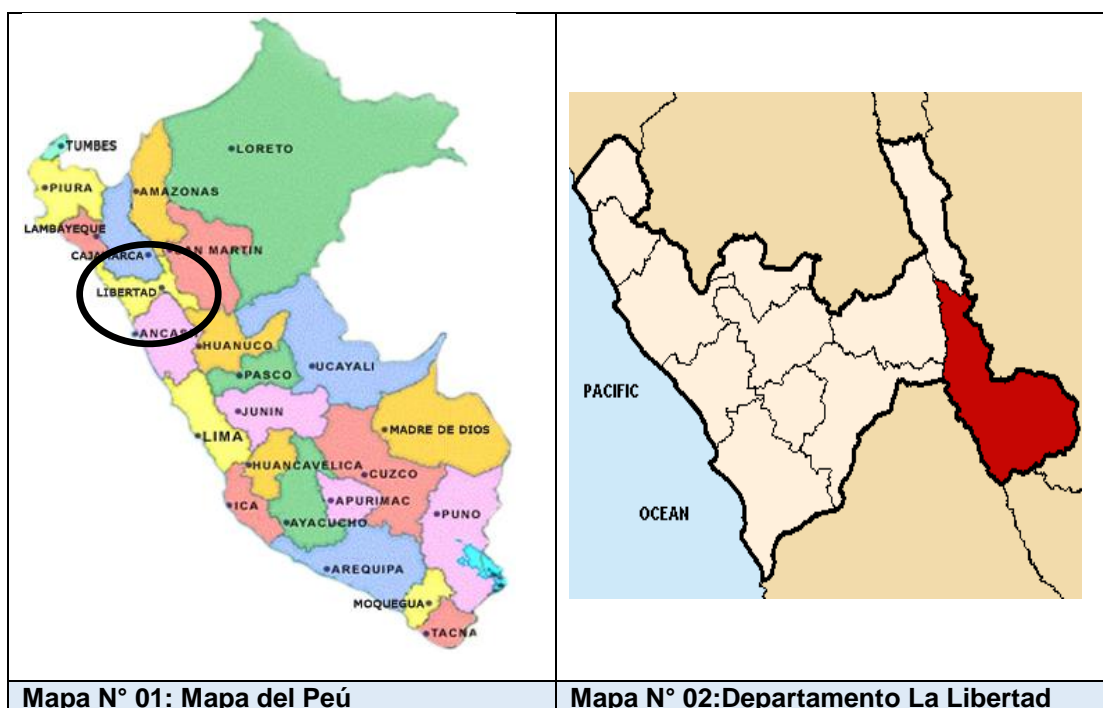 TUMBES
LORETO
PIURA
AMAZONAS
LAMBAYEQUE
SAN MARTIN
CAJAMARCA
LIBERTAD
ANCASH
HUANUCO
UCAYALI
PASCO
JUNIN
MADRE DE DIOS
LIMA
HUANCAVELICA
CUZCO
ICA
APURIMAC
PUNO
AYACUCHO
AREQUIPA
MOQUEGUA
TACNA
Mapa N° 01: Mapa del Perú
PACIFIC
OCEAN
Mapa N° 02:Departamento La Libertad